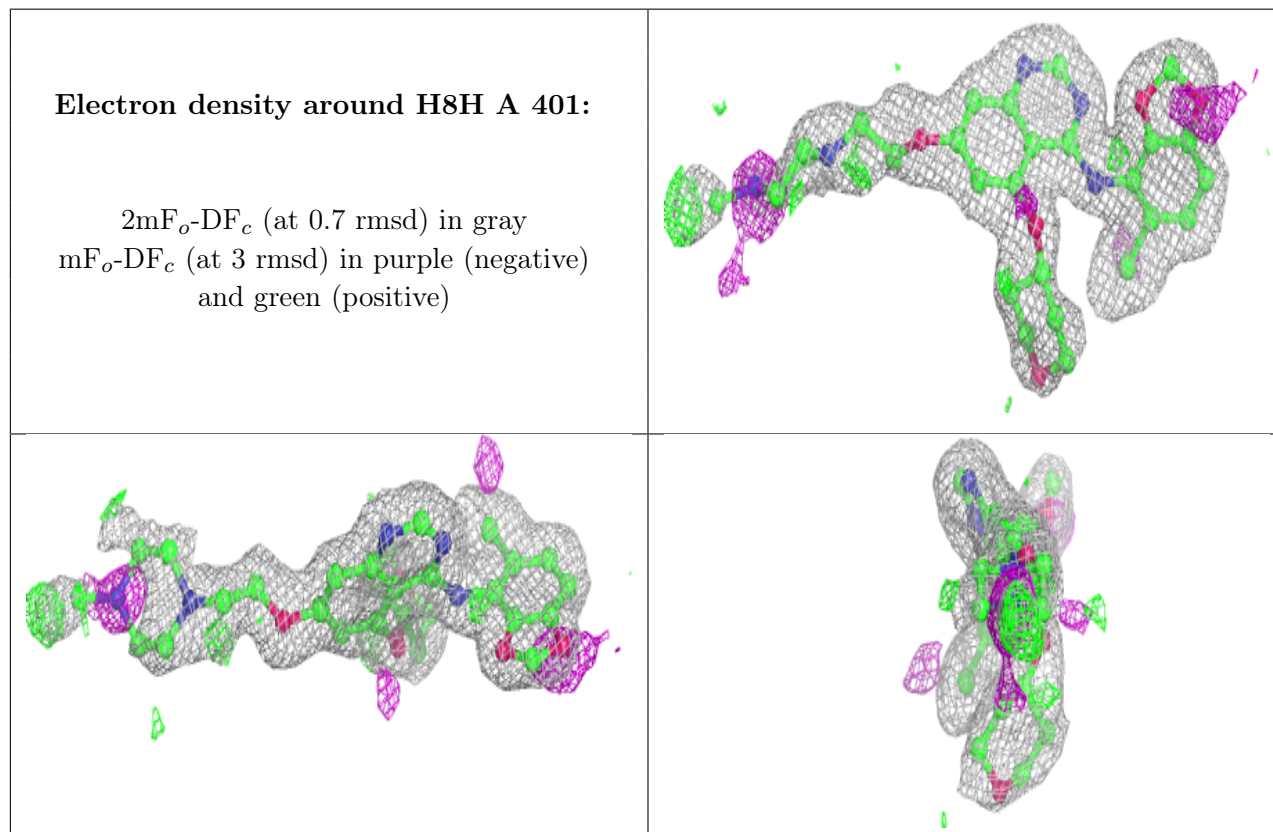 Electron density around H8H A 401:
2mFo-DFc (at 0.7 rmsd) in gray
mFo-DFc (at 3 rmsd) in purple (negative)
and green (positive)